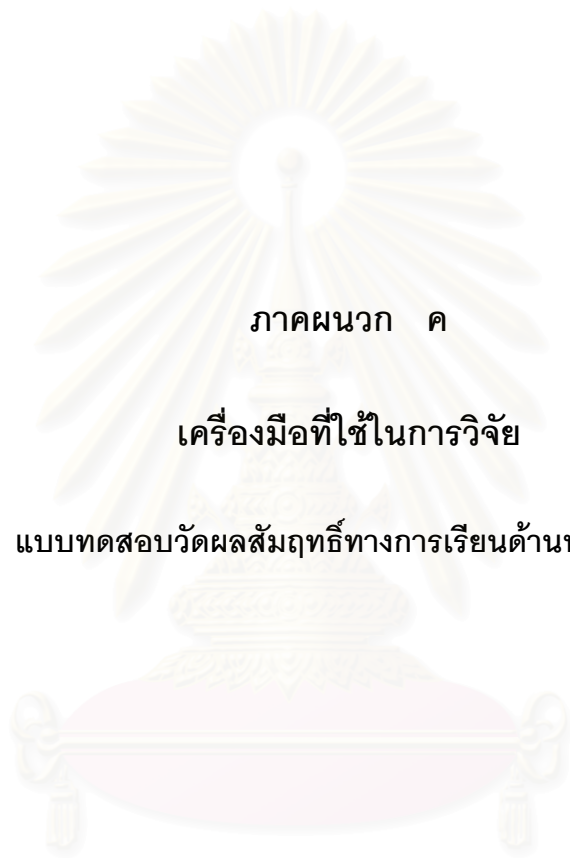 ภาคผนวก ค
เครื่องมือที่ใช้ในการวิจัย
แบบทดสอบวัดผลสัมฤทธิ์ทางการเรียนด้าน